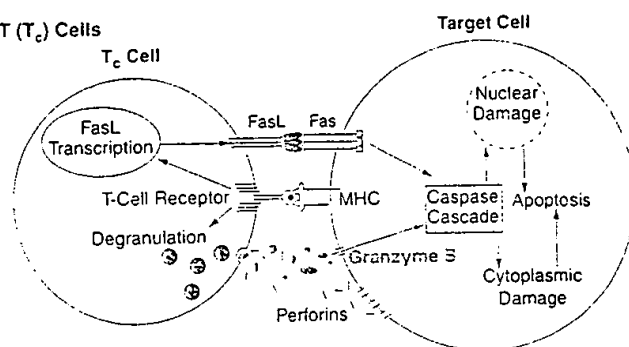 T (Tc) Cells
Tc Cell
Target Cell
FasL
Transcription
FasL
Fas
Nuclear
Damage
T-Cell Receptor
MHC
Caspase
Cascade
Apoptosis
Degranulation
Granzyme B
Perforins
Cytoplasmic
Damage